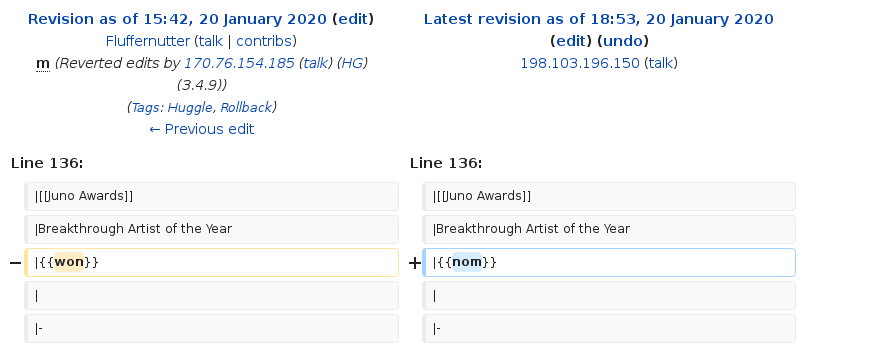 Revision as of 15:42, 20 January 2020 (edit)
Fluffernutter (talk | contribs)
m (Reverted edits by 170.76.154.185 (talk) (HG)
(3.4.9))
(Tags: Huggle, Rollback)
← Previous edit
Latest revision as of 18:53, 20 January 2020
(edit) (undo)
198.103.196.150 (talk)
Line 136:
Line 136:
|[[Juno Awards]]
|[[Juno Awards]]
|Breakthrough Artist of the Year
|Breakthrough Artist of the Year
− |{{won}}
+ |{{nom}}
|
|
|-
|-